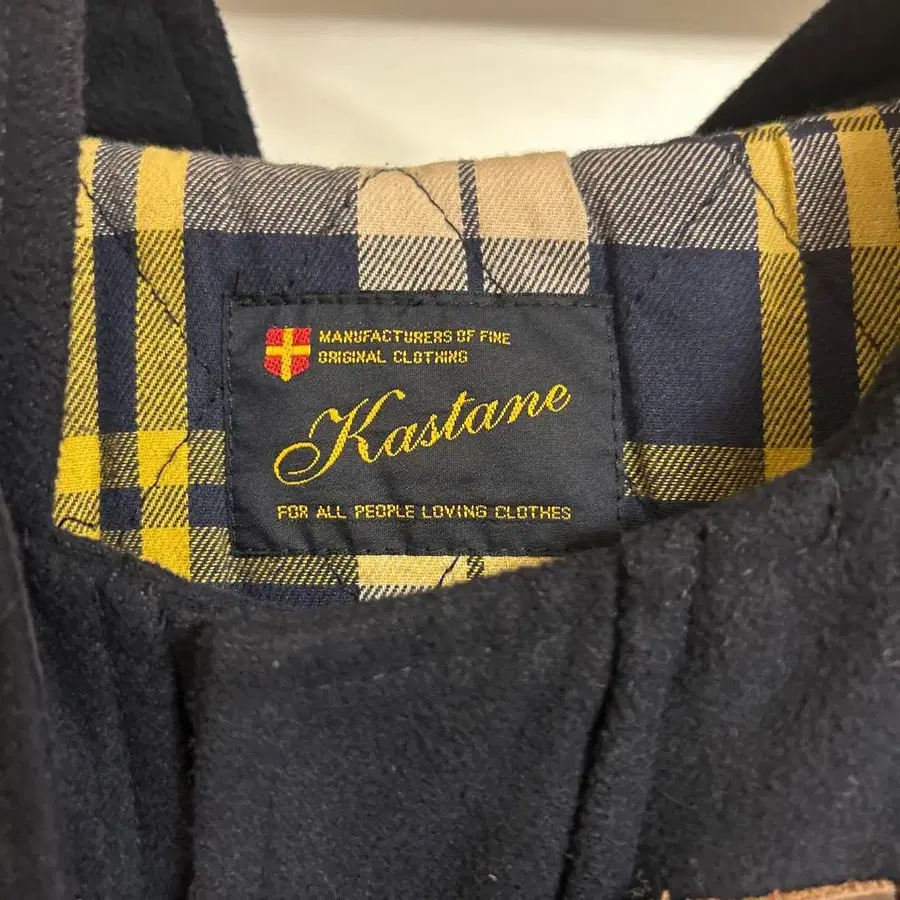 MANUFACTURERS OF FINE
ORIGINAL CLOTHING
Kastane
FOR ALL PEOPLE LOVING CLOTHES